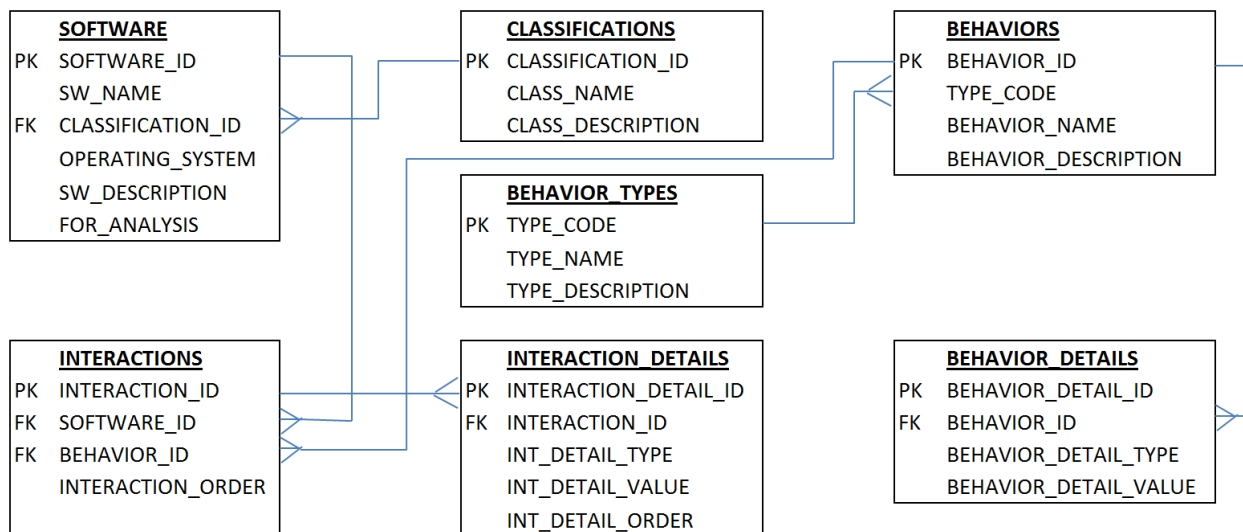 SOFTWARE
PK SOFTWARE_ID
SW_NAME
FK CLASSIFICATION_ID
OPERATING_SYSTEM
SW_DESCRIPTION
FOR_ANALYSIS
CLASSIFICATIONS
PK CLASSIFICATION_ID
CLASS_NAME
CLASS_DESCRIPTION
BEHAVIORS
PK BEHAVIOR_ID
TYPE_CODE
BEHAVIOR_NAME
BEHAVIOR_DESCRIPTION
BEHAVIOR_TYPES
PK TYPE_CODE
TYPE_NAME
TYPE_DESCRIPTION
INTERACTIONS
PK INTERACTION_ID
FK SOFTWARE_ID
FK BEHAVIOR_ID
INTERACTION_ORDER
INTERACTION_DETAILS
PK INTERACTION_DETAIL_ID
FK INTERACTION_ID
INT_DETAIL_TYPE
INT_DETAIL_VALUE
INT_DETAIL_ORDER
BEHAVIOR_DETAILS
PK BEHAVIOR_DETAIL_ID
FK BEHAVIOR_ID
BEHAVIOR_DETAIL_TYPE
BEHAVIOR_DETAIL_VALUE